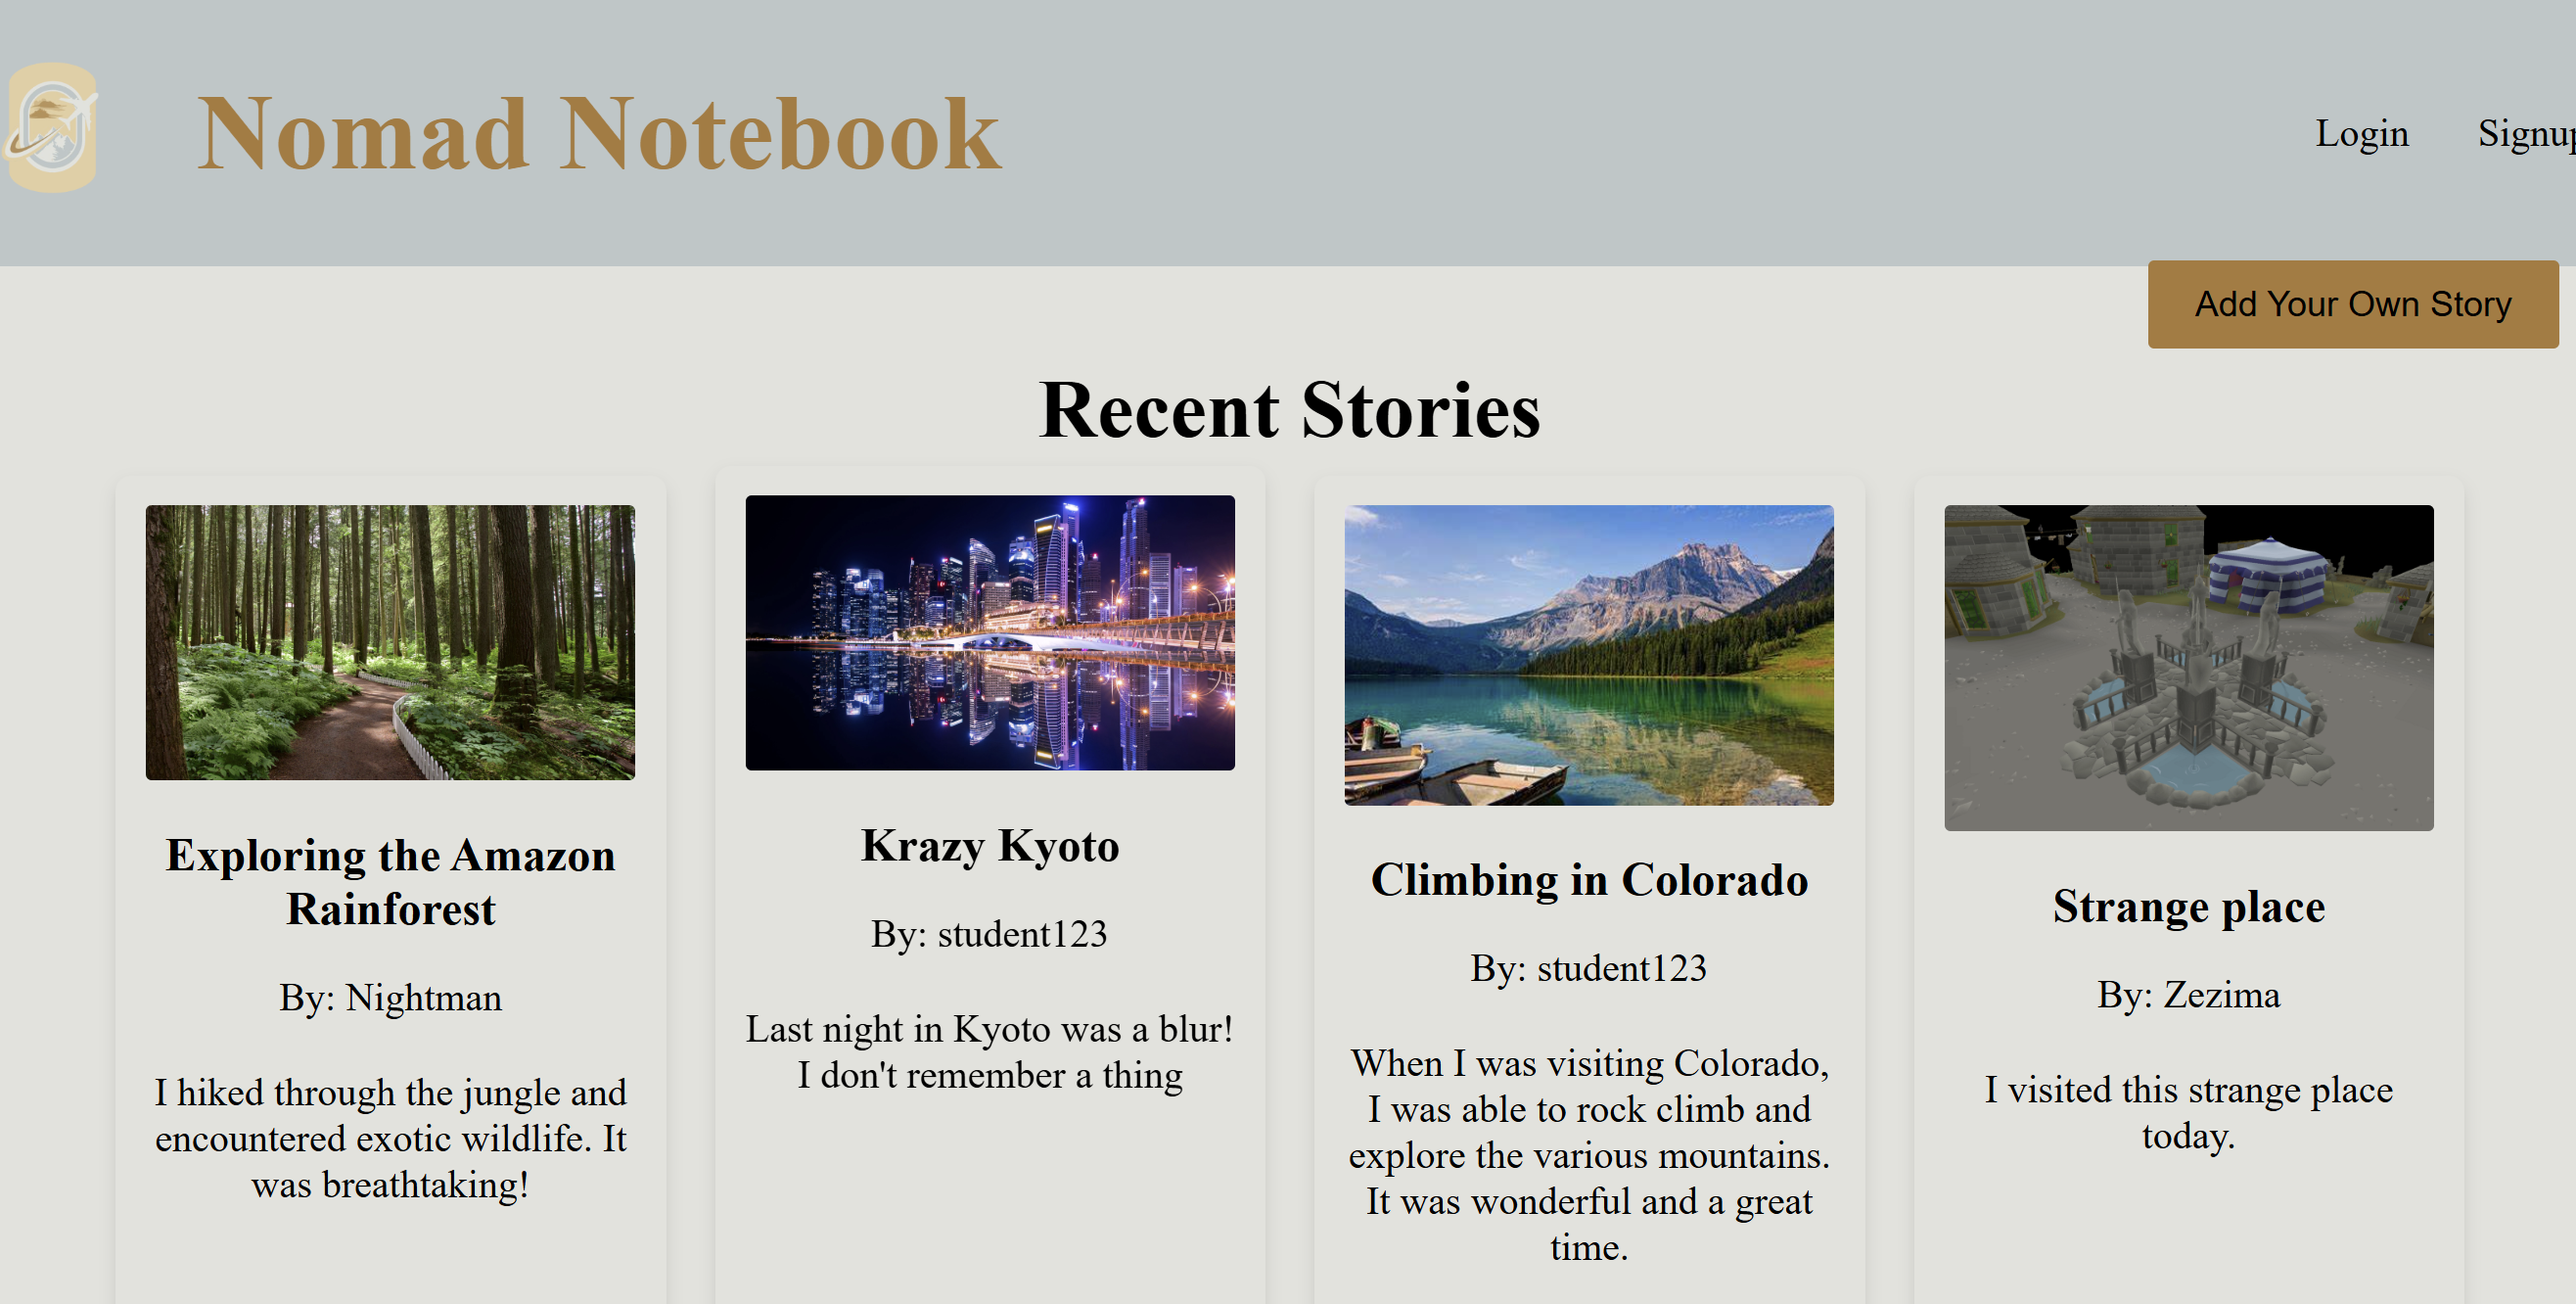 Nomad Notebook
Login
Signup
Add Your Own Story
Recent Stories
Exploring the Amazon
Rainforest
By: Nightman
I hiked through the jungle and
encountered exotic wildlife. It
was breathtaking!
Krazy Kyoto
By: student123
Last night in Kyoto was a blur!
I don't remember a thing
Climbing in Colorado
By: student123
When I was visiting Colorado,
I was able to rock climb and
explore the various mountains.
It was wonderful and a great
time.
Strange place
By: Zezima
I visited this strange place
today.